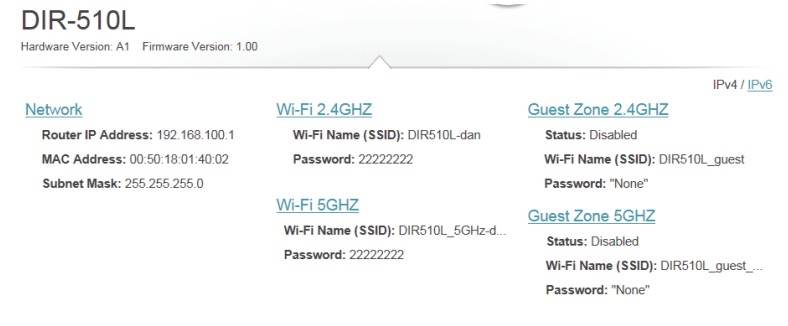 DIR-510L
Hardware Version: A1 Firmware Version: 1.00
IPv4 / IPv6
Network
Router IP Address: 192.168.100.1
MAC Address: 00:50:18:01:40:02
Subnet Mask: 255.255.255.0
Wi-Fi 2.4GHZ
Wi-Fi Name (SSID): DIR510L-dan
Password: 22222222
Wi-Fi 5GHZ
Wi-Fi Name (SSID): DIR510L_5GHz-d...
Password: 22222222
Guest Zone 2.4GHZ
Status: Disabled
Wi-Fi Name (SSID): DIR510L_guest
Password: "None"
Guest Zone 5GHZ
Status: Disabled
Wi-Fi Name (SSID): DIR510L_guest_...
Password: "None"